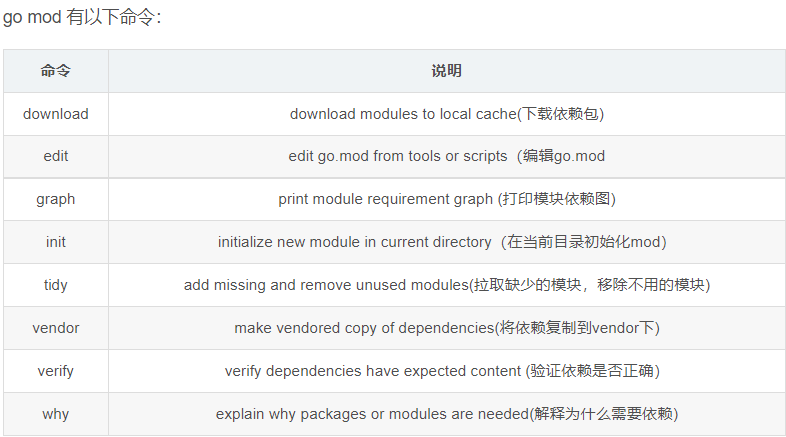 go mod 有以下命令：
命令 说明
download download modules to local cache(下载依赖包)
edit edit go.mod from tools or scripts（编辑go.mod
graph print module requirement graph (打印模块依赖图)
init initialize new module in current directory（在当前目录初始化mod）
tidy add missing and remove unused modules(拉取缺少的模块，移除不用的模块)
vendor make vendored copy of dependencies(将依赖复制到vendor下)
verify verify dependencies have expected content (验证依赖是否正确）
why explain why packages or modules are needed(解释为什么需要依赖)